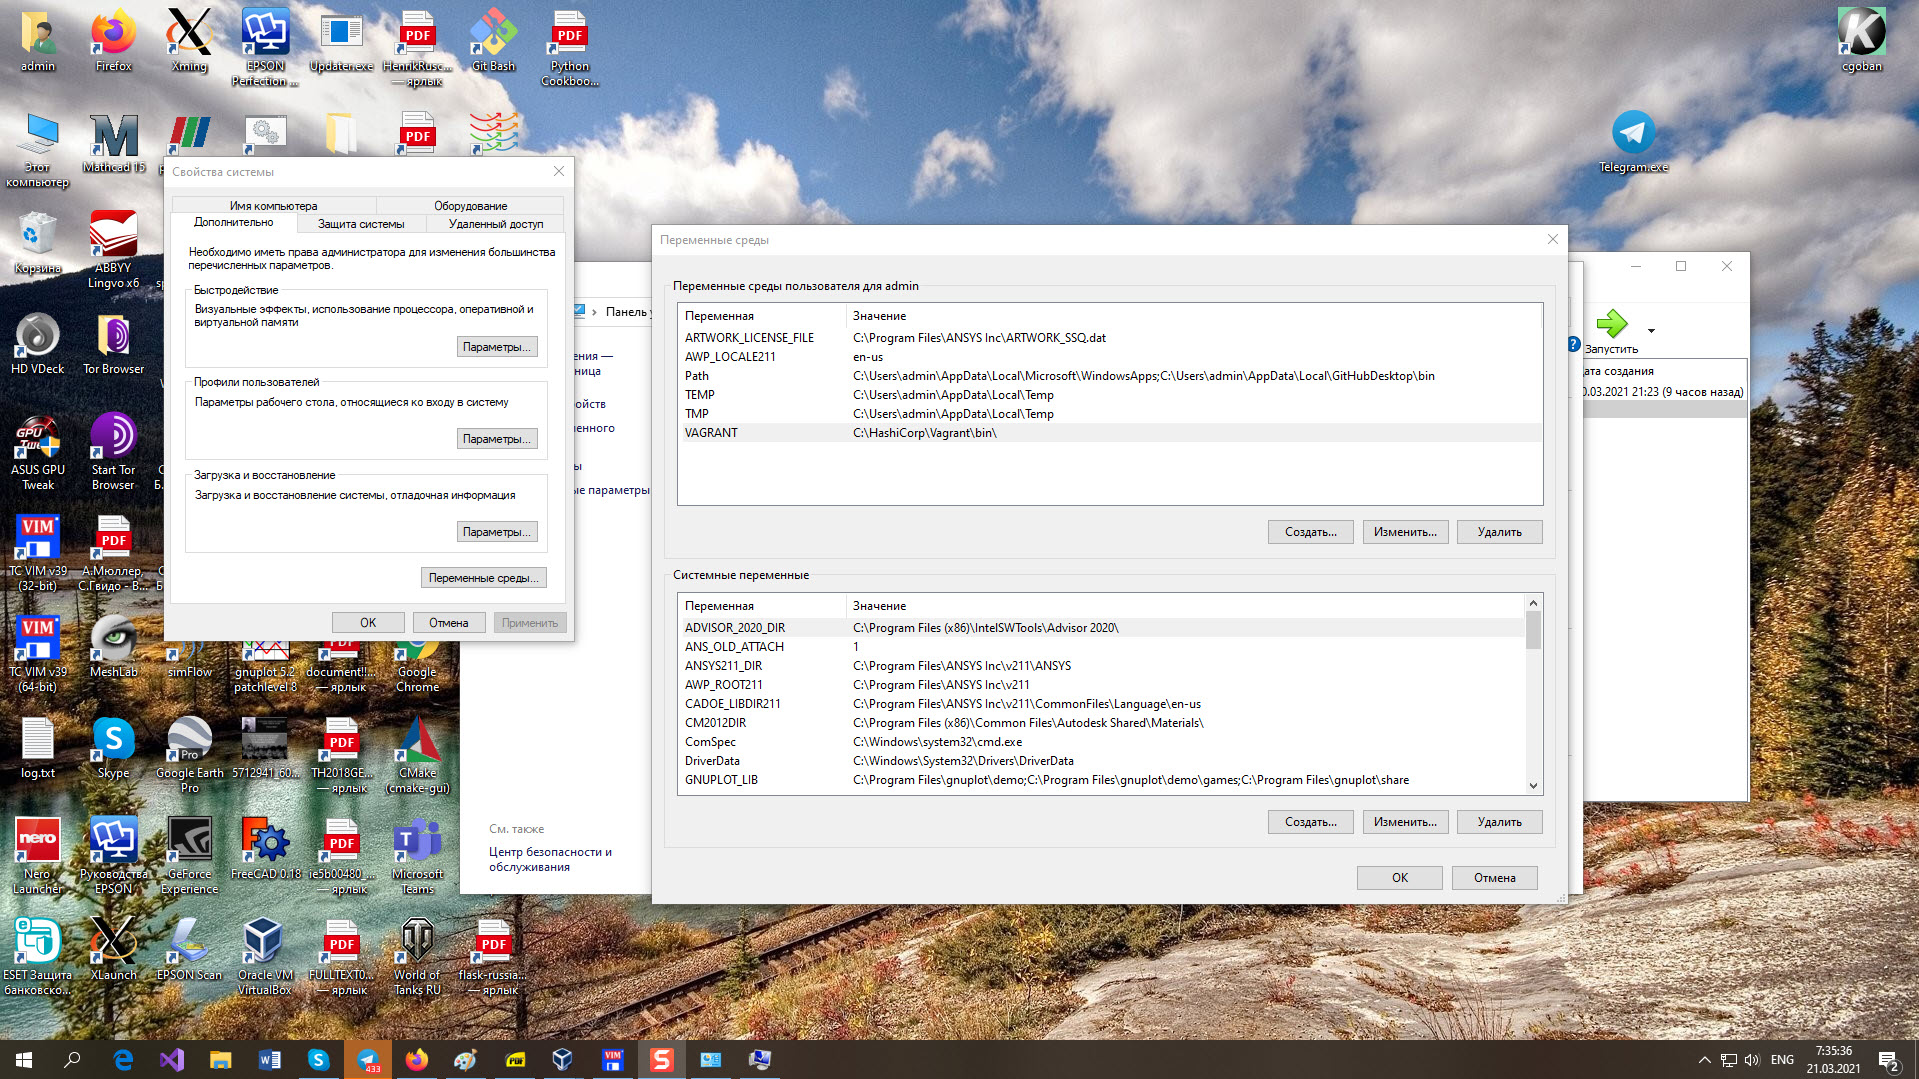 admin
Firefox
Xming
EPSON
Perfection ...
Updater.exe
HenrikRusc...
— ярлык
Git Bash
Python
Cookboo...
cgoban
Этот
компьютер
Mathcad 15
Telegram.exe
Корзина
ABBYY
Lingvo x6
HD VDeck
Tor Browser
ASUS GPU
Tweak
Start Tor
Browser
TC VIM v39
(32-bit)
А.Мюллер,
С.Гвидо - В...
TC VIM v39
(64-bit)
MeshLab
simFlow
gnuplot 5.2
patchlevel 8
document!!...
— ярлык
Google
Chrome
log.txt
Skype
Google Earth
Pro
5712941_60...
TH2018GE...
— ярлык
CMake
(cmake-gui)
Nero
Launcher
Руководства
EPSON
GeForce
Experience
FreeCAD 0.18
ie5b00480_...
— ярлык
Microsoft
Teams
ESET Защита
банковско...
XLaunch
EPSON Scan
Oracle VM
VirtualBox
FULLTEXT0...
— ярлык
World of
Tanks RU
flask-russia...
— ярлык
Свойства системы
Имя компьютера
Оборудование
Дополнительно
Защита системы
Удаленный доступ
Необходимо иметь права администратора для изменения большинства
перечисленных параметров.
Быстродействие
Визуальные эффекты, использование процессора, оперативной и
виртуальной памяти
Параметры...
Профили пользователей
Параметры рабочего стола, относящиеся ко входу в систему
Параметры...
Загрузка и восстановление
Загрузка и восстановление системы, отладочная информация
Параметры...
Переменные среды...
OK
Отмена
Применить
Панель у
ения —
ница
ойств
енного
ы
ые параметры
См. также
Центр безопасности и
обслуживания
Переменные среды
Переменные среды пользователя для admin
Переменная Значение
ARTWORK_LICENSE_FILE C:\Program Files\ANSYS Inc\ARTWORK_SSQ.dat
AWP_LOCALE211 en-us
Path C:\Users\admin\AppData\Local\Microsoft\WindowsApps;C:\Users\admin\AppData\Local\GitHubDesktop\bin
TEMP C:\Users\admin\AppData\Local\Temp
TMP C:\Users\admin\AppData\Local\Temp
VAGRANT C:\HashiCorp\Vagrant\bin\
Создать... Изменить... Удалить
Системные переменные
Переменная Значение
ADVISOR_2020_DIR C:\Program Files (x86)\IntelSWTools\Advisor 2020\
ANS_OLD_ATTACH 1
ANSYS211_DIR C:\Program Files\ANSYS Inc\v211\ANSYS
AWP_ROOT211 C:\Program Files\ANSYS Inc\v211
CADOE_LIBDIR211 C:\Program Files\ANSYS Inc\v211\CommonFiles\Language\en-us
CM2012DIR C:\Program Files (x86)\Common Files\Autodesk Shared\Materials\
ComSpec C:\Windows\system32\cmd.exe
DriverData C:\Windows\System32\Drivers\DriverData
GNUPLOT_LIB C:\Program Files\gnuplot\demo;C:\Program Files\gnuplot\demo\games;C:\Program Files\gnuplot\share
Создать... Изменить... Удалить
OK Отмена
Запустить
ата создания
0.03.2021 21:23 (9 часов назад)
433
ENG
7:35:36
21.03.2021
2